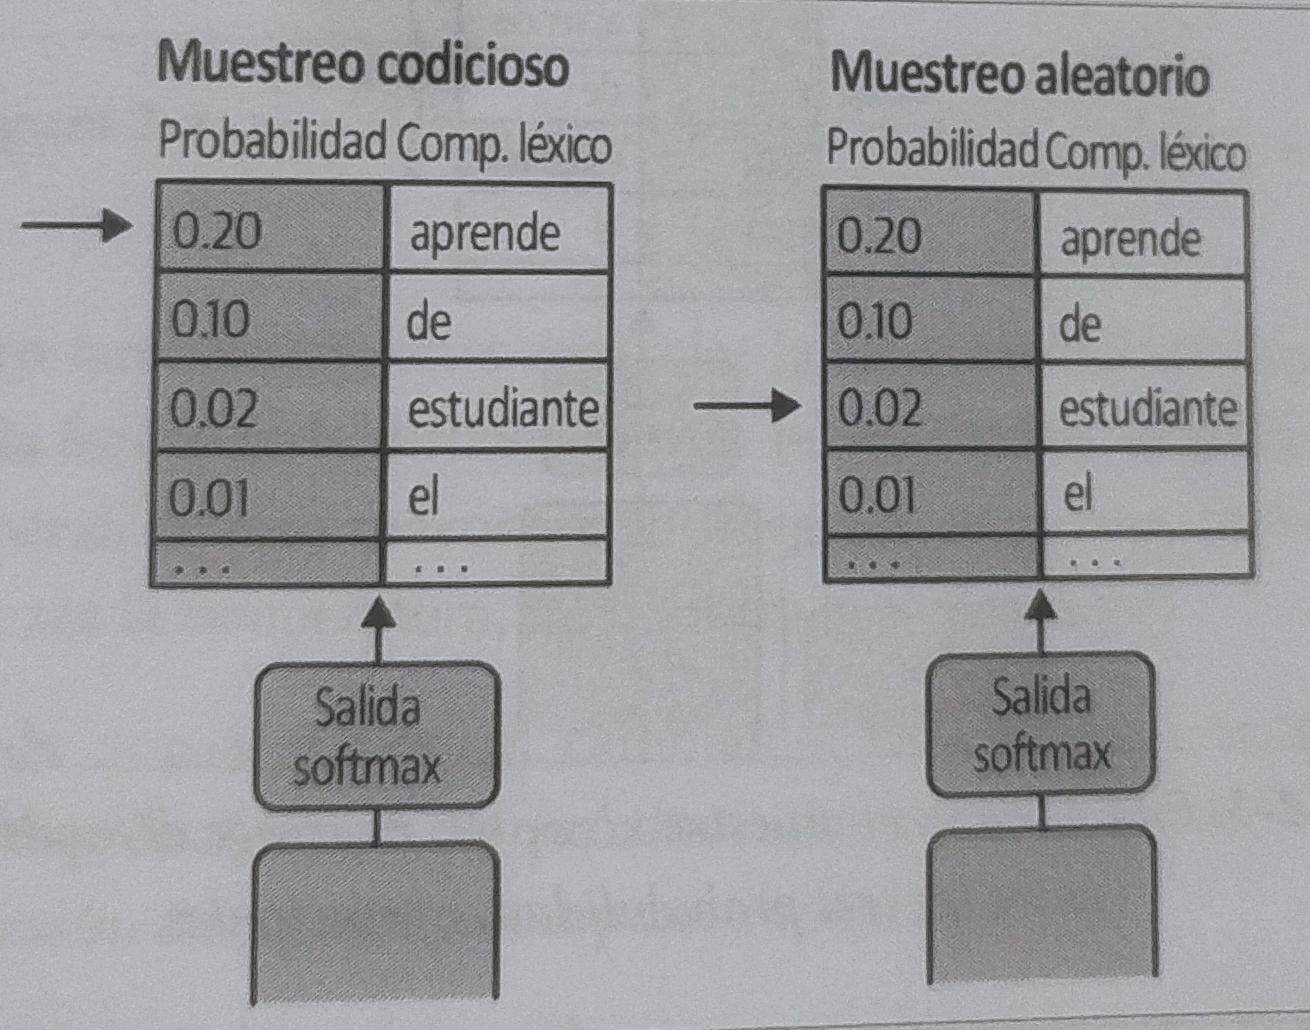 Muestreo codicioso
Probabilidad Comp. léxico
0.20 aprende
0.10 de
0.02 estudiante
0.01 el
... ...
Salida
softmax
Muestreo aleatorio
Probabilidad Comp. léxico
0.20 aprende
0.10 de
0.02 estudiante
0.01 el
... ...
Salida
softmax